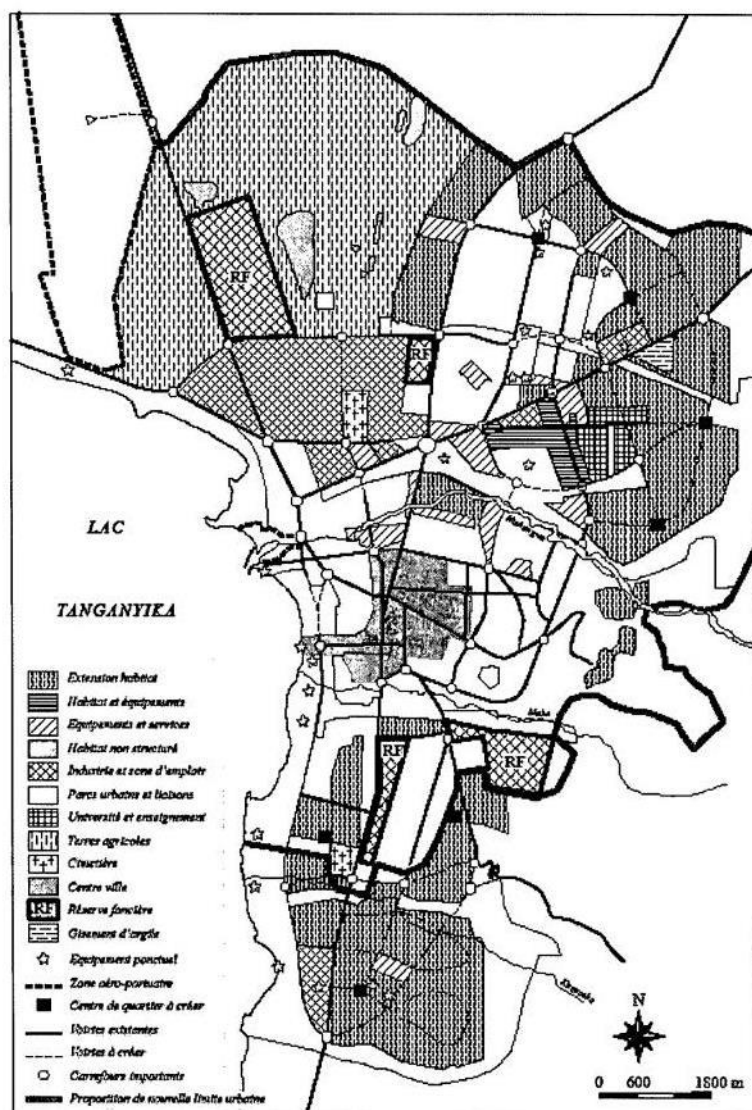 RF
RF
LAC
TANGANYIKA
Extension habitat
Habitat et équipements
Equipements et services
Habitat non structuré
Industrie et zone d'emploir
Parcs urbains et liaisons
Université et enseignement
Terres agricoles
Cimetière
Centre ville
RF Réserve foncière
Gisement d'argile
Equipement ponctuel
Zone aéro-portuaire
Centre de quartier à créer
Voiries existantes
Voiries à créer
Carrefours importants
Proposition de nouvelle limite urbaine
RF
RF
N
0 600 1800 m